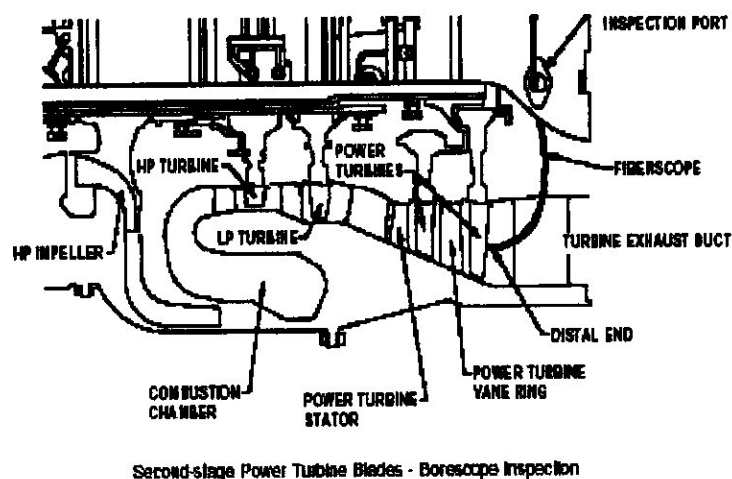 INSPECTION PORT
HP TURBINE
POWER
TURBINES
FIBERSCOPE
HP IMPELLER
LP TURBINE
TURBINE EXHAUST DUCT
DISTAL END
COMBUSTION
CHAMBER
POWER TURBINE
STATOR
POWER TURBINE
VANE RING
Second-stage Power Turbine Blades - Borescope Inspection